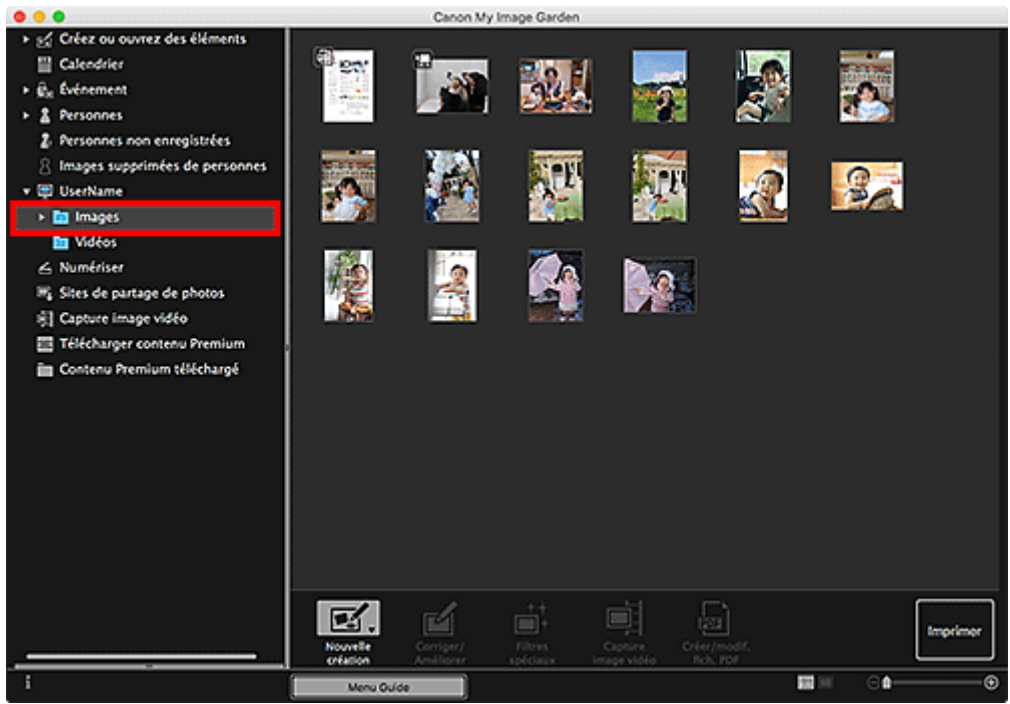 Canon My Image Garden
Créez ou ouvrez des éléments
Calendrier
Événement
Personnes
Personnes non enregistrées
Images supprimées de personnes
UserName
Images
Vidéos
Numériser
Sites de partage de photos
Capture image vidéo
Télécharger contenu Premium
Contenu Premium téléchargé
Nouvelle
création
Corriger/
Améliorer
Filtres
spéciaux
Capture
image vidéo
PDF
Créer/modif.
fich. PDF
Imprimer
Menu Guide